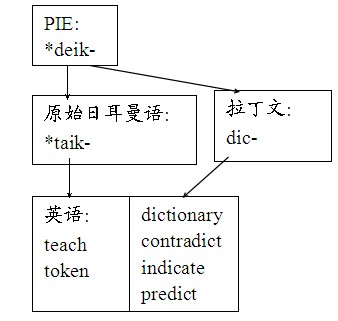 PIE:
*deik-
原始日耳曼语:
*taik-
拉丁文:
dic-
英语:
teach
token
dictionary
contradict
indicate
predict